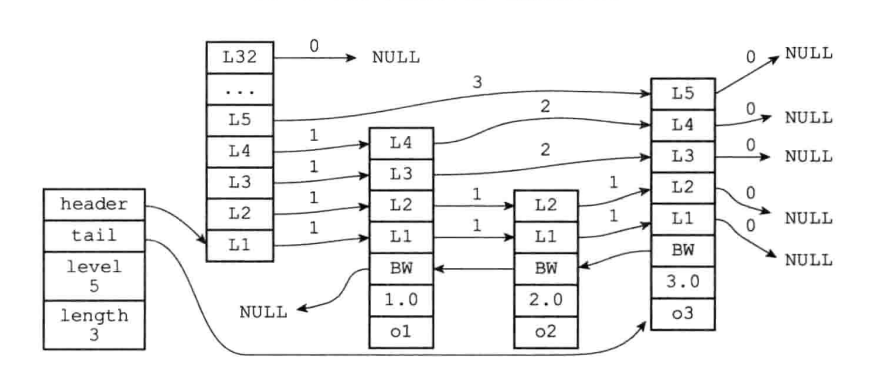 L32 0 NULL
...
L5 3 L5 0 NULL
L4 1 L4 2 L4 0 NULL
L3 1 L3 2 L3 0 NULL
L2 1 L2 1 L2 1 L2 0 NULL
L1 1 L1 1 L1 1 L1 0 NULL
BW BW BW
NULL 1.0 2.0 3.0
o1 o2 o3
header
tail
level
5
length
3